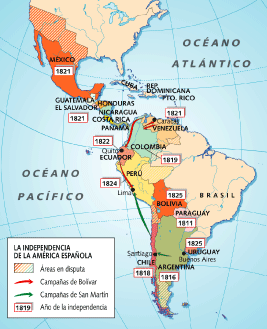 OCÉANO
ATLÁNTICO
MÉXICO
1821
CUBA
REP.
DOMINICANA
PTO. RICO
GUATEMALA
EL SALVADOR
HONDURAS
NICARAGUA
COSTA RICA
PANAMÁ
1821
1821
Caracas
VENEZUELA
1822
COLOMBIA
Quito
ECUADOR
1819
OCÉANO
PACÍFICO
PERÚ
1824
Lima
BRASIL
1825
BOLIVIA
PARAGUAY
1811
LA INDEPENDENCIA
DE LA AMÉRICA ESPAÑOLA
Áreas en disputa
Campañas de Bolívar
Campañas de San Martín
1819 Año de la independencia
1825
URUGUAY
Santiago
Buenos Aires
CHILE
ARGENTINA
1818
1816